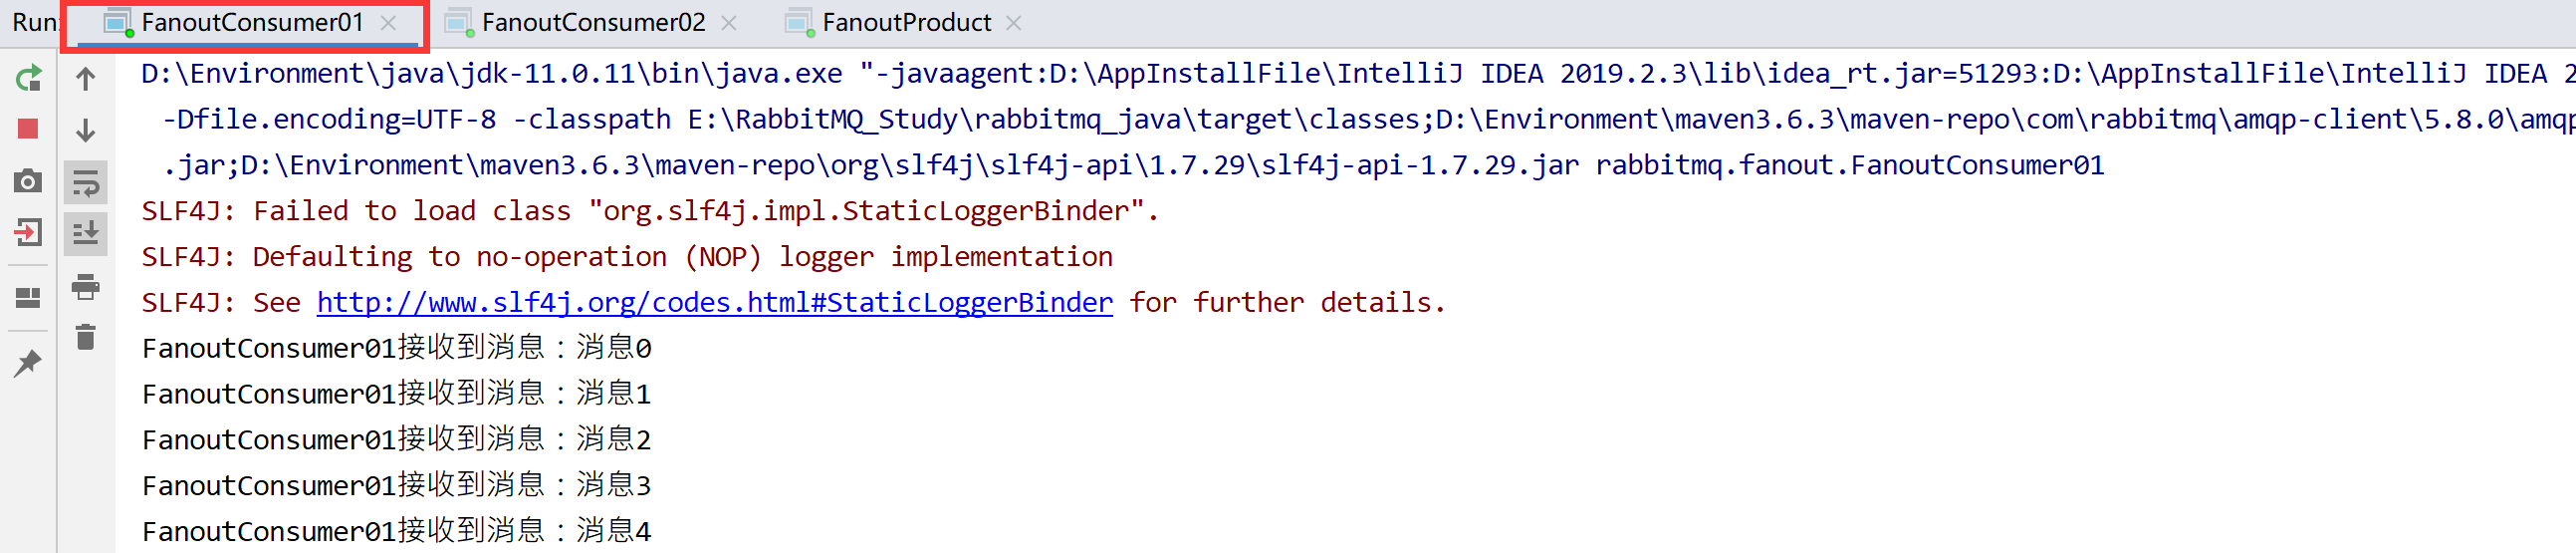 Run: FanoutConsumer01 FanoutConsumer02 FanoutProduct
D:\Environment\java\jdk-11.0.11\bin\java.exe "-javaagent:D:\AppInstallFile\IntelliJ IDEA 2019.2.3\lib\idea_rt.jar=51293:D:\AppInstallFile\IntelliJ IDEA 2
-Dfile.encoding=UTF-8 -classpath E:\RabbitMQ_Study\rabbitmq_java\target\classes;D:\Environment\maven3.6.3\maven-repo\com\rabbitmq\amqp-client\5.8.0\amqp
.jar;D:\Environment\maven3.6.3\maven-repo\org\slf4j\slf4j-api\1.7.29\slf4j-api-1.7.29.jar rabbitmq.fanout.FanoutConsumer01
SLF4J: Failed to load class "org.slf4j.impl.StaticLoggerBinder".
SLF4J: Defaulting to no-operation (NOP) logger implementation
SLF4J: See http://www.slf4j.org/codes.html#StaticLoggerBinder for further details.
FanoutConsumer01接收到消息：消息0
FanoutConsumer01接收到消息：消息1
FanoutConsumer01接收到消息：消息2
FanoutConsumer01接收到消息：消息3
FanoutConsumer01接收到消息：消息4